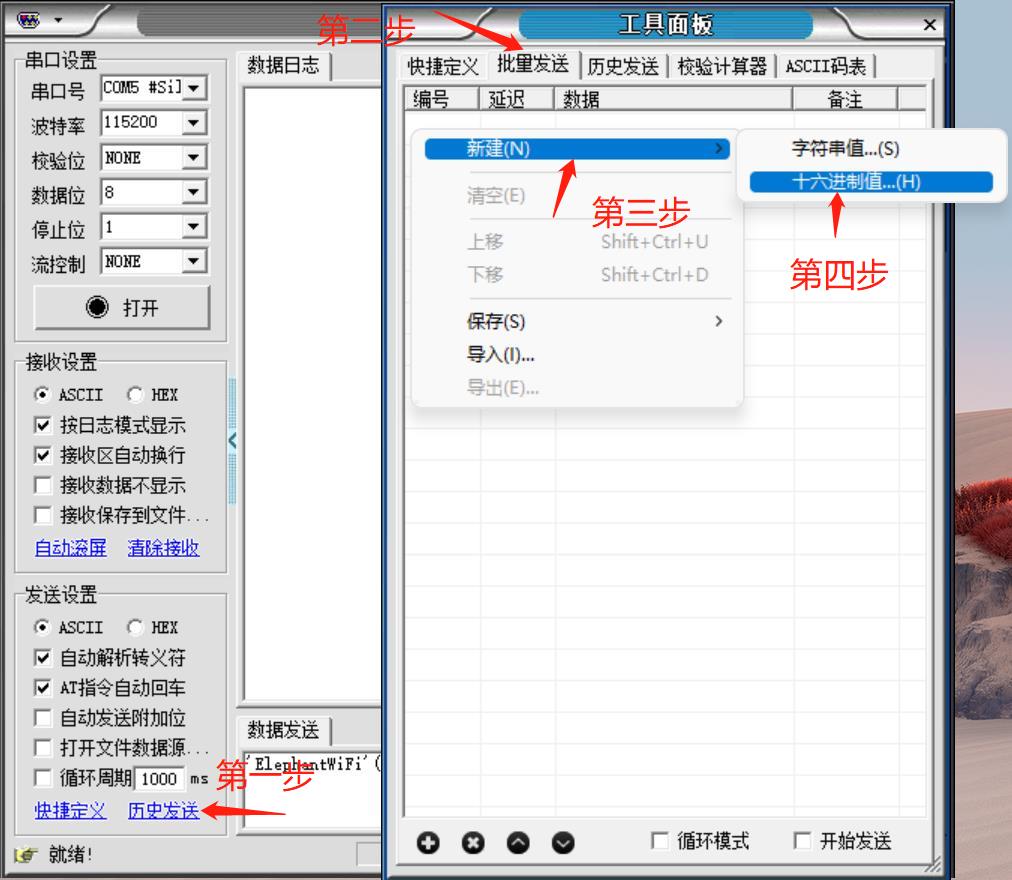 串口设置
串口号 COM5 #Sil
波特率 115200
校验位 NONE
数据位 8
停止位 1
流控制 NONE
打开
接收设置
ASCII HEX
按日志模式显示
接收区自动换行
接收数据不显示
接收保存到文件...
自动滚屏 清除接收
发送设置
ASCII HEX
自动解析转义符
AT指令自动回车
自动发送附加位
打开文件数据源...
循环周期 1000 ms
快捷定义 历史发送
第一步
就绪!
数据日志
数据发送
'ElephantWiFi'(
第二步
工具面板
快捷定义 批量发送 历史发送 校验计算器 ASCII码表
编号 延迟 数据 备注
新建(N)
清空(E)
上移 Shift+Ctrl+U
下移 Shift+Ctrl+D
保存(S)
导入(I)...
导出(E)...
第三步
字符串值...(S)
十六进制值...(H)
第四步
循环模式 开始发送